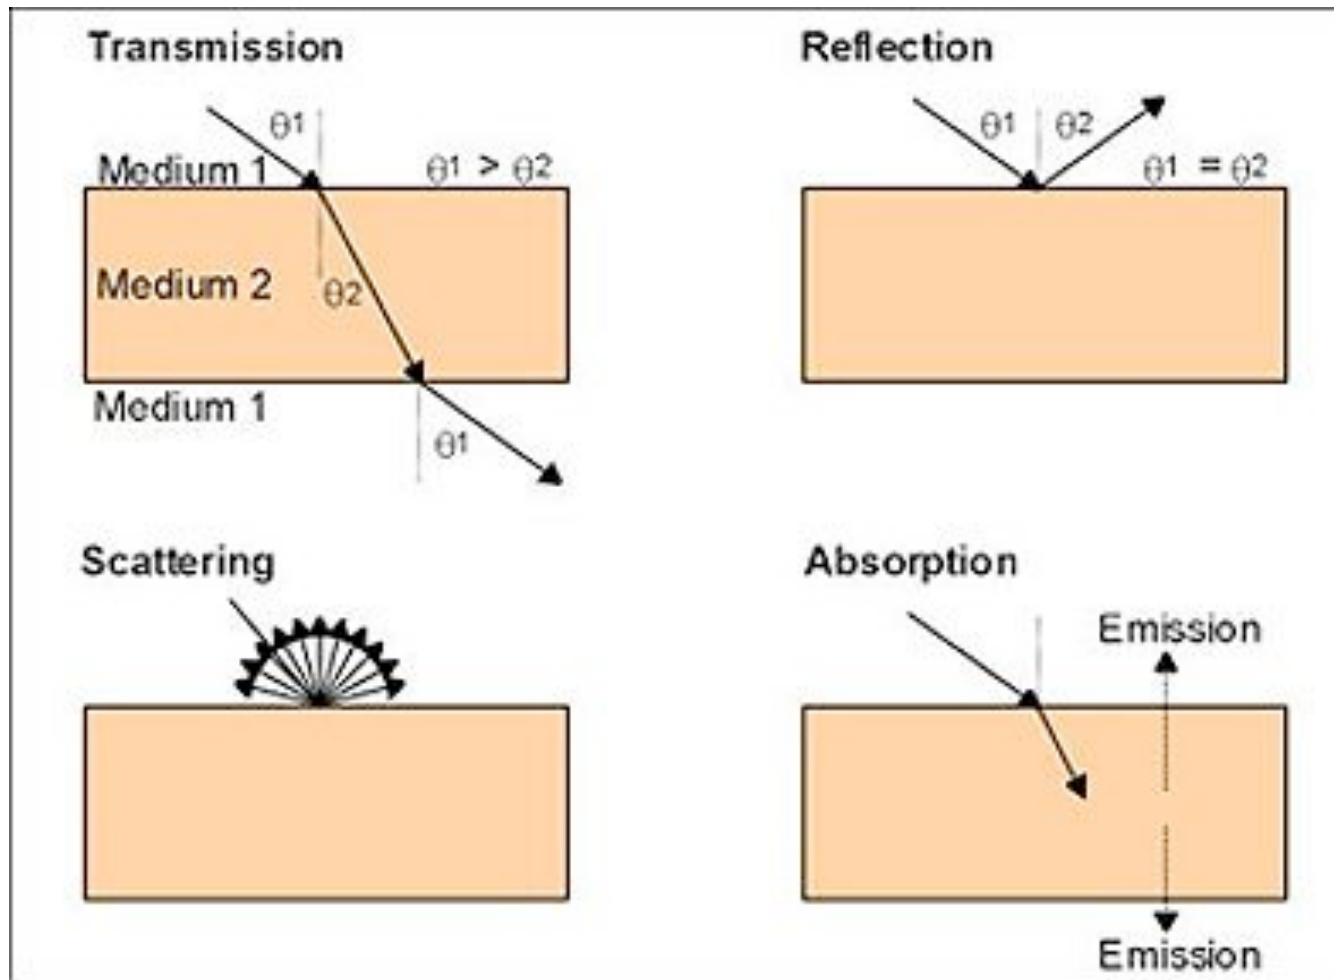 Transmission
θ1
Medium 1
θ1 > θ2
Medium 2
θ2
Medium 1
θ1
Reflection
θ1
θ2
θ1 = θ2
Scattering
Absorption
Emission
Emission